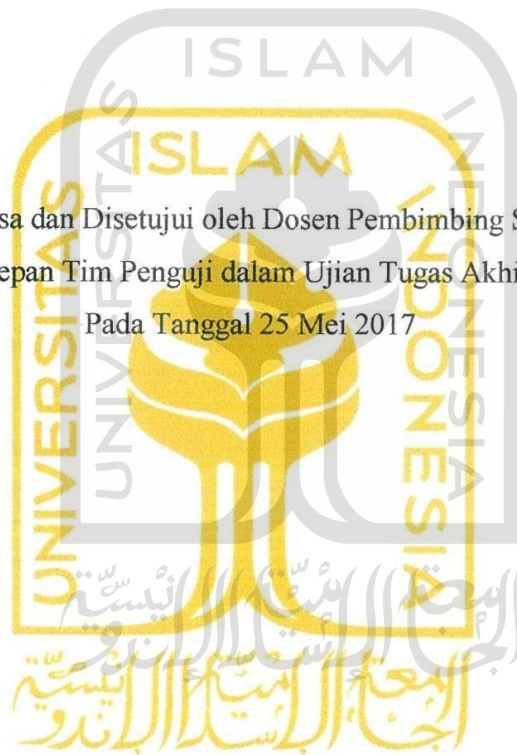 ISLAM
UNIVERSITAS
INDONESIA
ISLAM
UNIVERSITAS
INDONESIA
sa dan Disetujui oleh Dosen Pembimbing S
epan Tim Penguji dalam Ujian Tugas Akhi
Pada Tanggal 25 Mei 2017